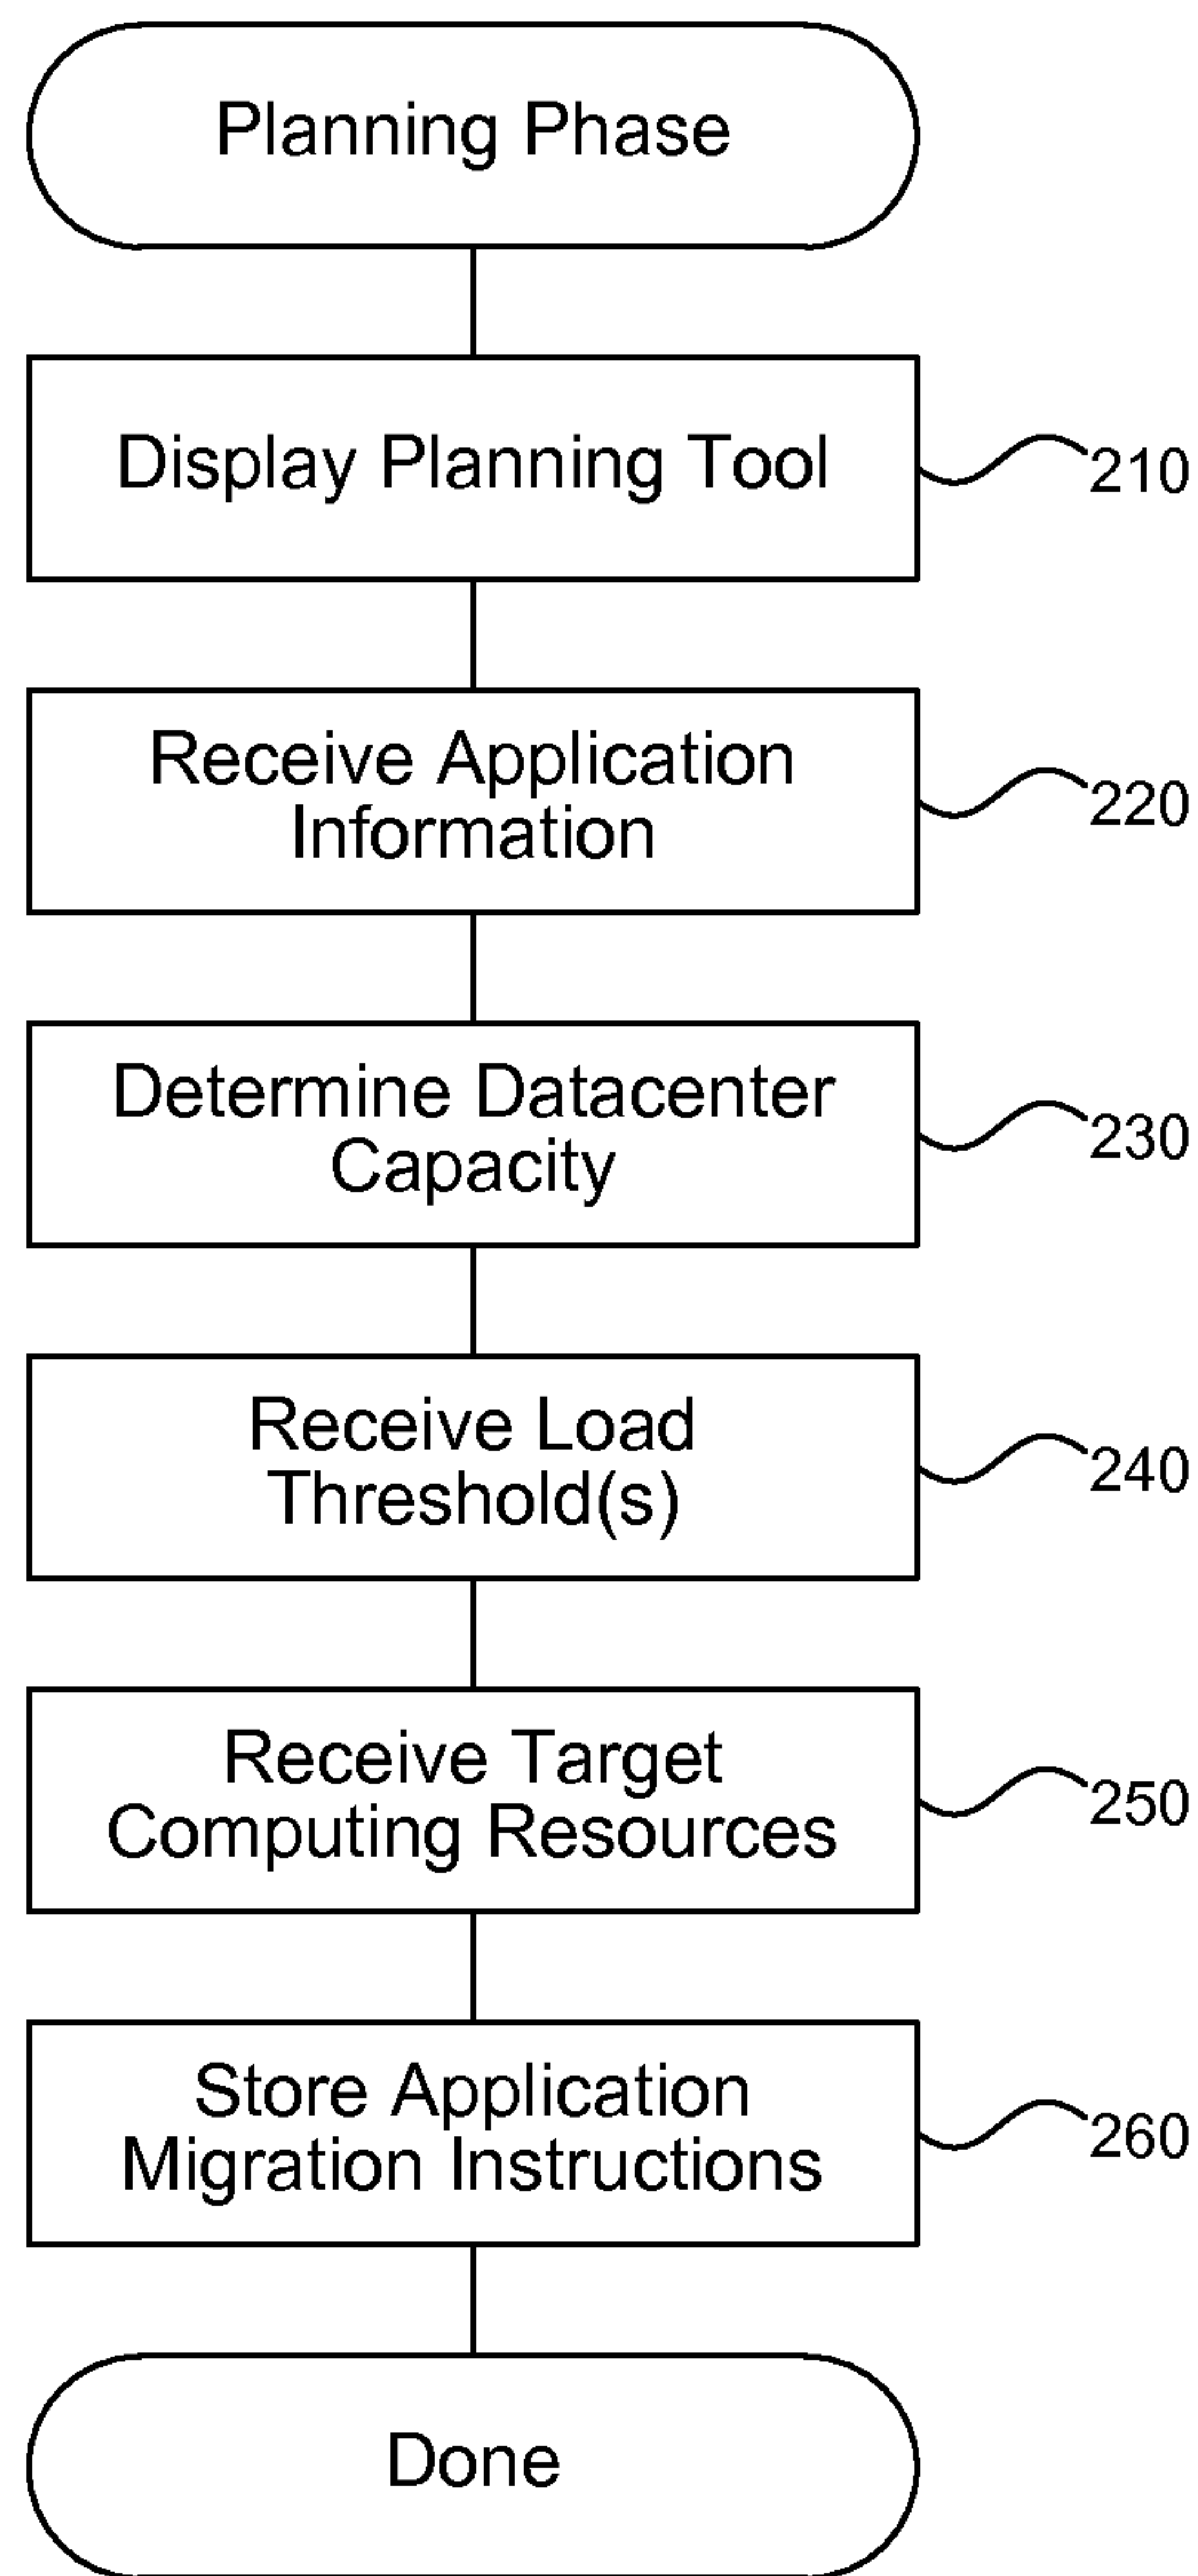 Planning Phase
Display Planning Tool
210
Receive Application
Information
220
Determine Datacenter
Capacity
230
Receive Load
Threshold(s)
240
Receive Target
Computing Resources
250
Store Application
Migration Instructions
260
Done